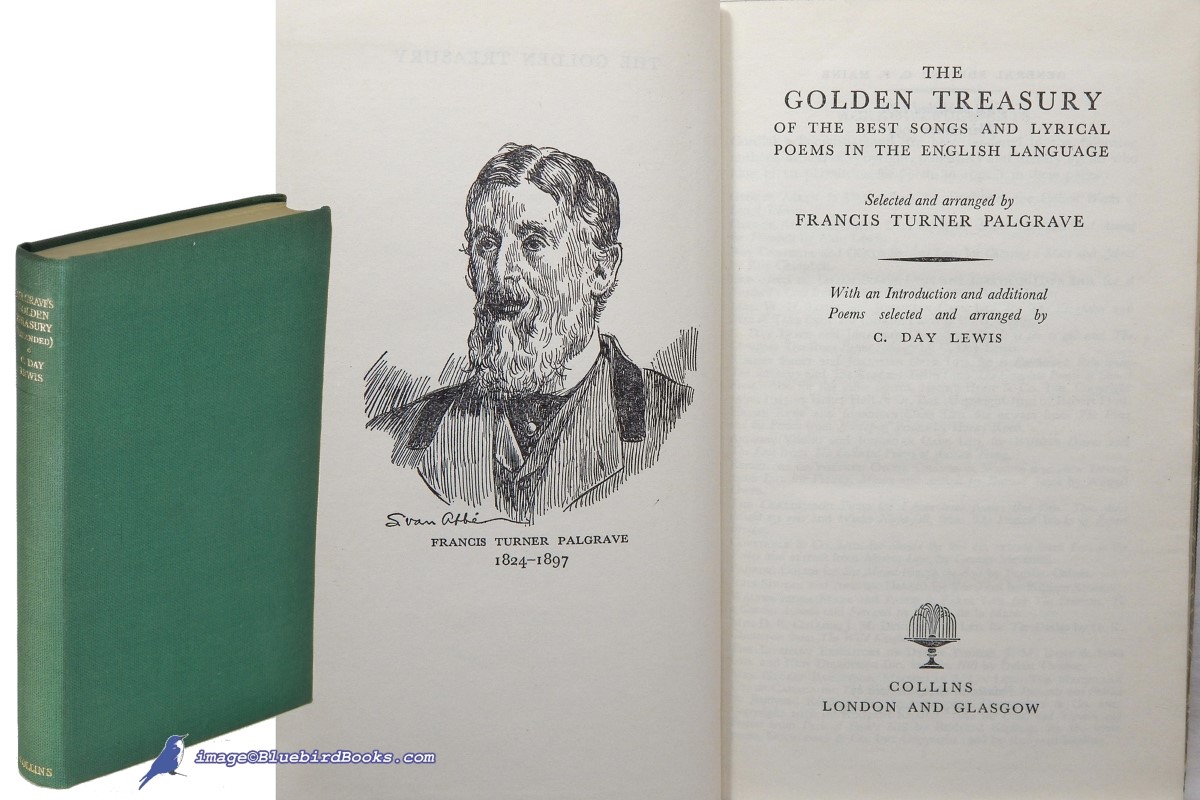 GOLDEN
(
C. DAY
LEWIS
COLLINS
image©BluebirdBooks.com
S. van Abbé
FRANCIS TURNER PALGRAVE
1824–1897
THE
GOLDEN TREASURY
OF THE BEST SONGS AND LYRICAL
POEMS IN THE ENGLISH LANGUAGE
Selected and arranged by
FRANCIS TURNER PALGRAVE
With an Introduction and additional
Poems selected and arranged by
C. DAY LEWIS
COLLINS
LONDON AND GLASGOW